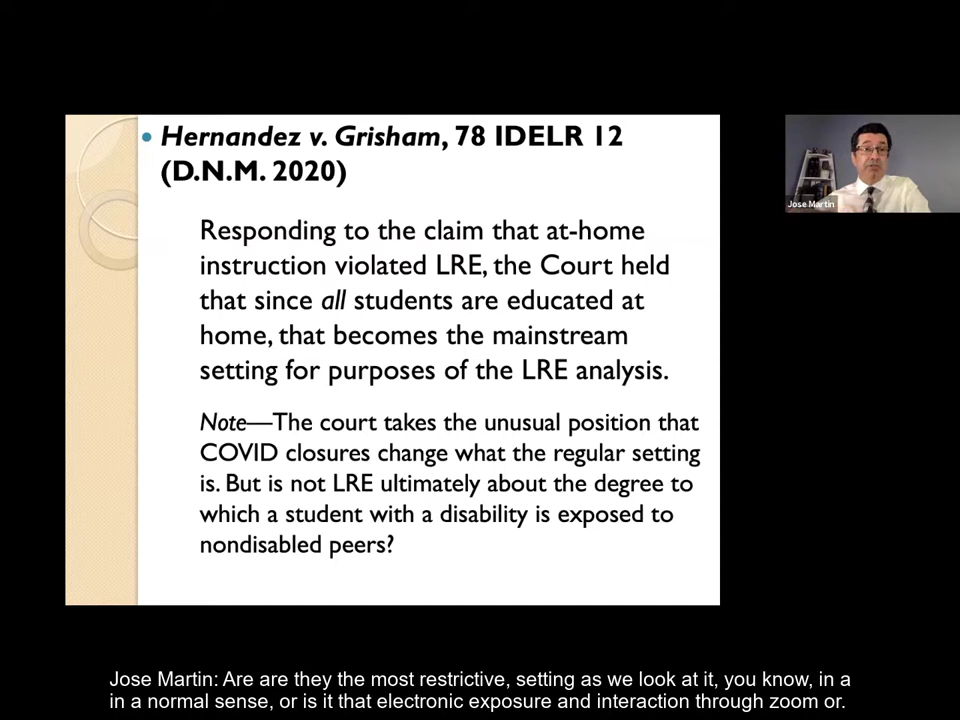 Hernandez v. Grisham, 78 IDELR 12
(D.N.M. 2020)
Responding to the claim that at-home
instruction violated LRE, the Court held
that since all students are educated at
home, that becomes the mainstream
setting for purposes of the LRE analysis.
Note—The court takes the unusual position that
COVID closures change what the regular setting
is. But is not LRE ultimately about the degree to
which a student with a disability is exposed to
nondisabled peers?
Jose Martin
Jose Martin: Are are they the most restrictive, setting as we look at it, you know, in a
in a normal sense, or is it that electronic exposure and interaction through zoom or.